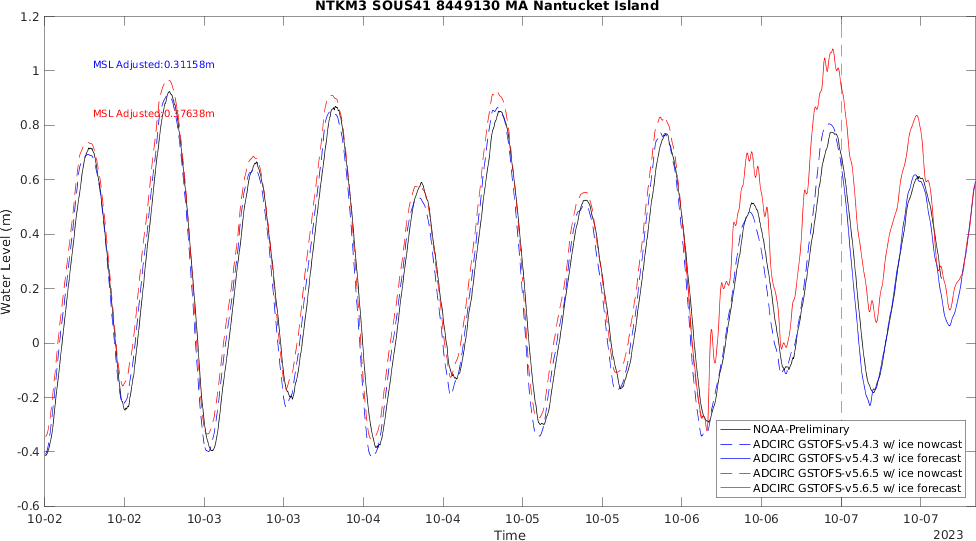 NTKM3 SOUS41 8449130 MA Nantucket Island
1.2
1
0.8
0.6
0.4
0.2
0
-0.2
-0.4
-0.6
Water Level (m)
MSL Adjusted:0.31158m
MSL Adjusted:0.37638m
NOAA-Preliminary
ADCIRC GSTOFS-v5.4.3 w/ ice nowcast
ADCIRC GSTOFS-v5.4.3 w/ ice forecast
ADCIRC GSTOFS-v5.6.5 w/ ice nowcast
ADCIRC GSTOFS-v5.6.5 w/ ice forecast
10-02 10-02 10-03 10-03 10-04 10-04 10-05 10-05 10-06 10-06 10-07 10-07
Time
2023